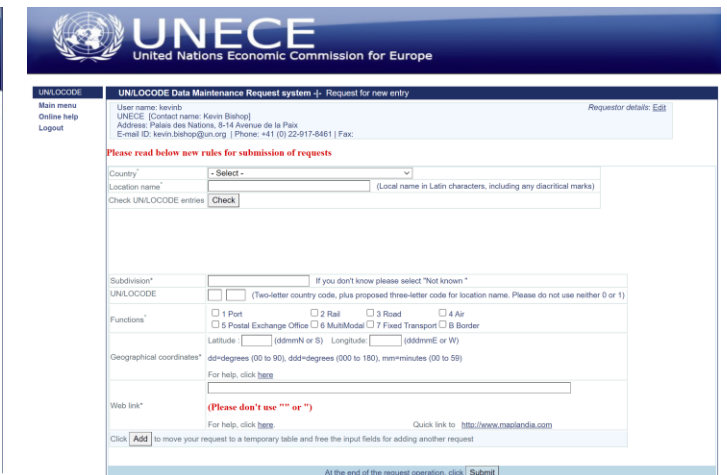 UNECE
United Nations Economic Commission for Europe
UN/LOCODE
Main menu
Online help
Logout
UN/LOCODE Data Maintenance Request system -|- Request for new entry
User name: kevinb
UNECE [Contact name: Kevin Bishop]
Address: Palais des Nations, 8-14 Avenue de la Paix
E-mail ID: kevin.bishop@un.org | Phone: +41 (0) 22-917-8461 | Fax:
Requestor details: Edit
Please read below new rules for submission of requests
Country* - Select -
Location name* (Local name in Latin characters, including any diacritical marks)
Check UN/LOCODE entries Check
Subdivision* If you don't know please select "Not known "
UN/LOCODE (Two-letter country code, plus proposed three-letter code for location name. Please do not use neither 0 or 1)
Functions* 1 Port 2 Rail 3 Road 4 Air
5 Postal Exchange Office 6 MultiModal 7 Fixed Transport B Border
Latitude : (ddmmN or S) Longitude: (dddmmE or W)
Geographical coordinates* dd=degrees (00 to 90), ddd=degrees (000 to 180), mm=minutes (00 to 59)
For help, click here
Web link* (Please don't use "" or ")
For help, click here. Quick link to http://www.maplandia.com
Click Add to move your request to a temporary table and free the input fields for adding another request
At the end of the request operation, click Submit